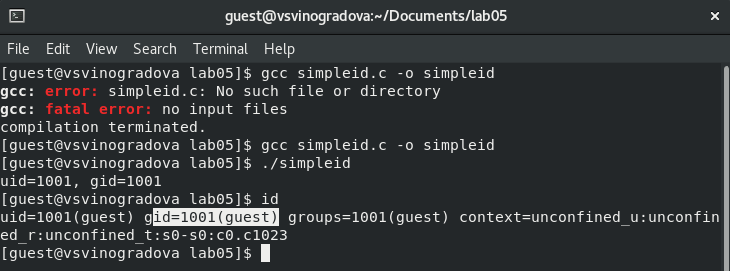 guest@vsvinogradova:~/Documents/lab05
File Edit View Search Terminal Help
[guest@vsvinogradova lab05]$ gcc simpleid.c -o simpleid
gcc: error: simpleid.c: No such file or directory
gcc: fatal error: no input files
compilation terminated.
[guest@vsvinogradova lab05]$ gcc simpleid.c -o simpleid
[guest@vsvinogradova lab05]$ ./simpleid
uid=1001, gid=1001
[guest@vsvinogradova lab05]$ id
uid=1001(guest) gid=1001(guest) groups=1001(guest) context=unconfined_u:unconfin
ed_r:unconfined_t:s0-s0:c0.c1023
[guest@vsvinogradova lab05]$